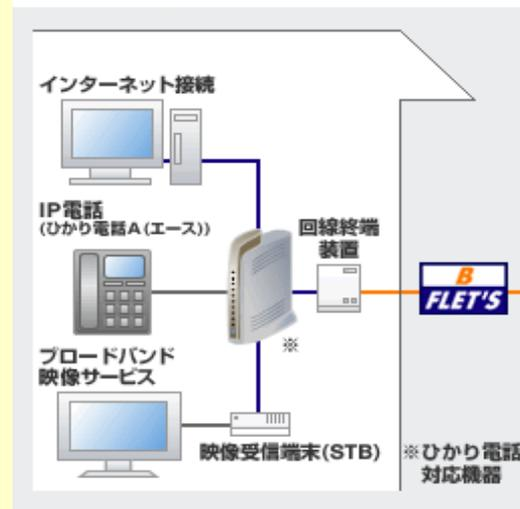 インターネット接続
IP電話
(ひかり電話A(エース))
回線終端
装置
B
FLET'S
※
ブロードバンド
映像サービス
映像受信端末(STB)
※ひかり電話
対応機器